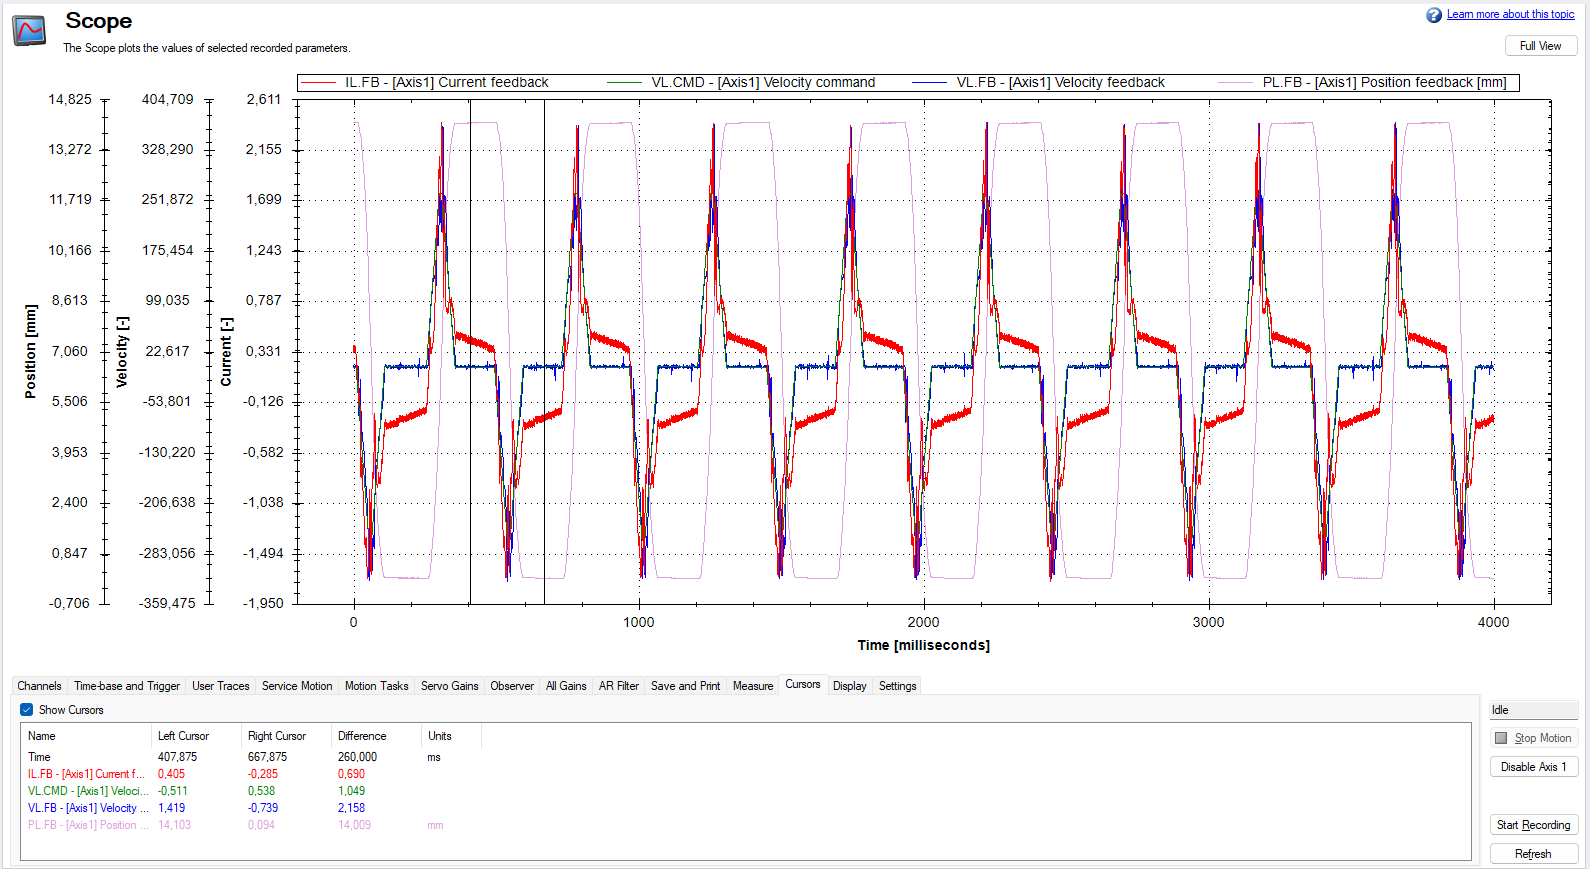 Scope
Learn more about this topic
The Scope plots the values of selected recorded parameters.
Full View
IL.FB - [Axis1] Current feedback VL.CMD - [Axis1] Velocity command VL.FB - [Axis1] Velocity feedback PL.FB - [Axis1] Position feedback [mm]
14,825 404,709 2,611
13,272 328,290 2,155
11,719 251,872 1,699
10,166 175,454 1,243
8,613 99,035 0,787
7,060 22,617 0,331
5,506 -53,801 -0,126
3,953 -130,220 -0,582
2,400 -206,638 -1,038
0,847 -283,056 -1,494
-0,706 -359,475 -1,950
Position [mm]
Velocity [-]
Current [-]
0 1000 2000 3000 4000
Time [milliseconds]
Channels Time-base and Trigger User Traces Service Motion Motion Tasks Servo Gains Observer All Gains AR Filter Save and Print Measure Cursors Display Settings
Show Cursors
Name Left Cursor Right Cursor Difference Units
Time 407,875 667,875 260,000 ms
IL.FB - [Axis1] Current f... 0,405 -0,285 0,690
VL.CMD - [Axis1] Veloci... -0,511 0,538 1,049
VL.FB - [Axis1] Velocity ... 1,419 -0,739 2,158
PL.FB - [Axis1] Position ... 14,103 0,094 14,009 mm
Idle
Stop Motion
Disable Axis 1
Start Recording
Refresh